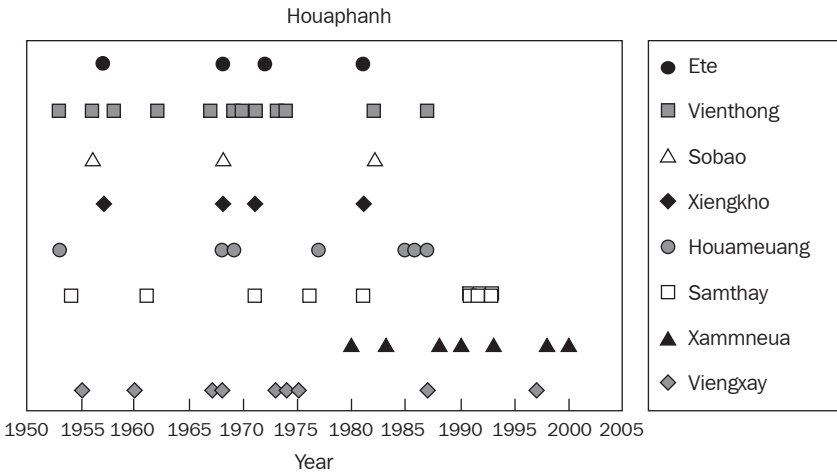 Houaphanh
Ete
Vienthong
Sobao
Xiengkho
Houameuang
Samthay
Xammneua
Viengxay
1950 1955 1960 1965 1970 1975 1980 1985 1990 1995 2000 2005
Year